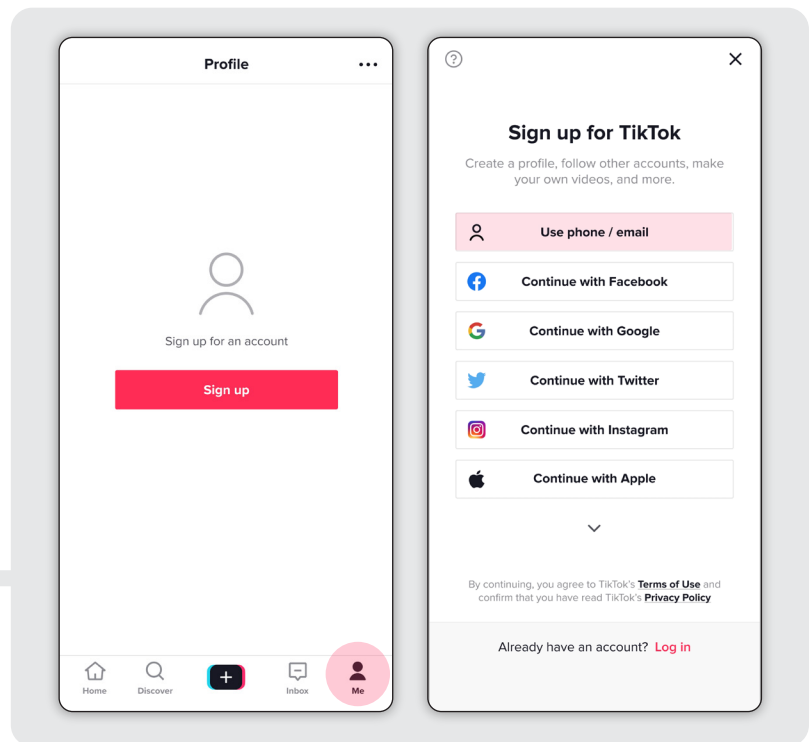 Profile
Sign up for an account
Sign up
Home
Discover
Inbox
Me
Sign up for TikTok
Create a profile, follow other accounts, make
your own videos, and more.
Use phone / email
Continue with Facebook
Continue with Google
Continue with Twitter
Continue with Instagram
Continue with Apple
By continuing, you agree to TikTok's Terms of Use and
confirm that you have read TikTok's Privacy Policy
Already have an account? Log in